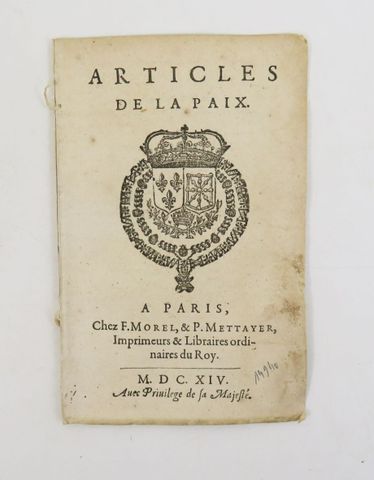 ARTICLES
DE LA PAIX.
A PARIS,
Chez F. MOREL, & P. METTAYER,
Imprimeurs & Libraires ordi-
naires du Roy.
M. D C. XIV.
Auec Priuilege de sa Majesté.